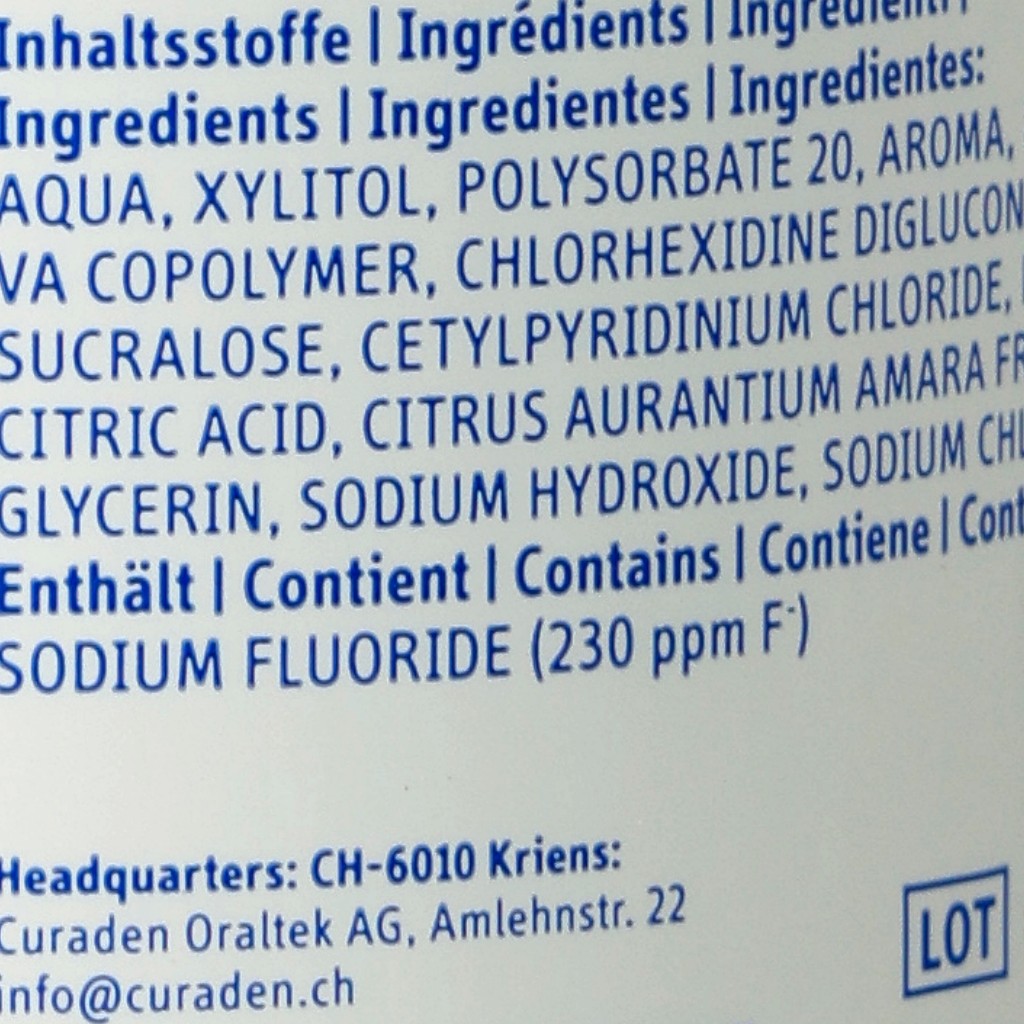 Inhaltsstoffe | Ingrédients | Ingredienti |
Ingredients | Ingredientes | Ingredientes:
AQUA, XYLITOL, POLYSORBATE 20, AROMA,
VA COPOLYMER, CHLORHEXIDINE
SUCRALOSE, CETYLPYRIDINIUM CHLORIDE,
CITRIC ACID, CITRUS AURANTIUM AMARA
GLYCERIN, SODIUM HYDROXIDE, SODIUM
Enthält | Contient | Contains | Contiene |
SODIUM FLUORIDE (230 ppm F⁻)
Headquarters: CH-6010 Kriens:
Curaden Oraltek AG, Amlehnstr. 22
info@curaden.ch
LOT